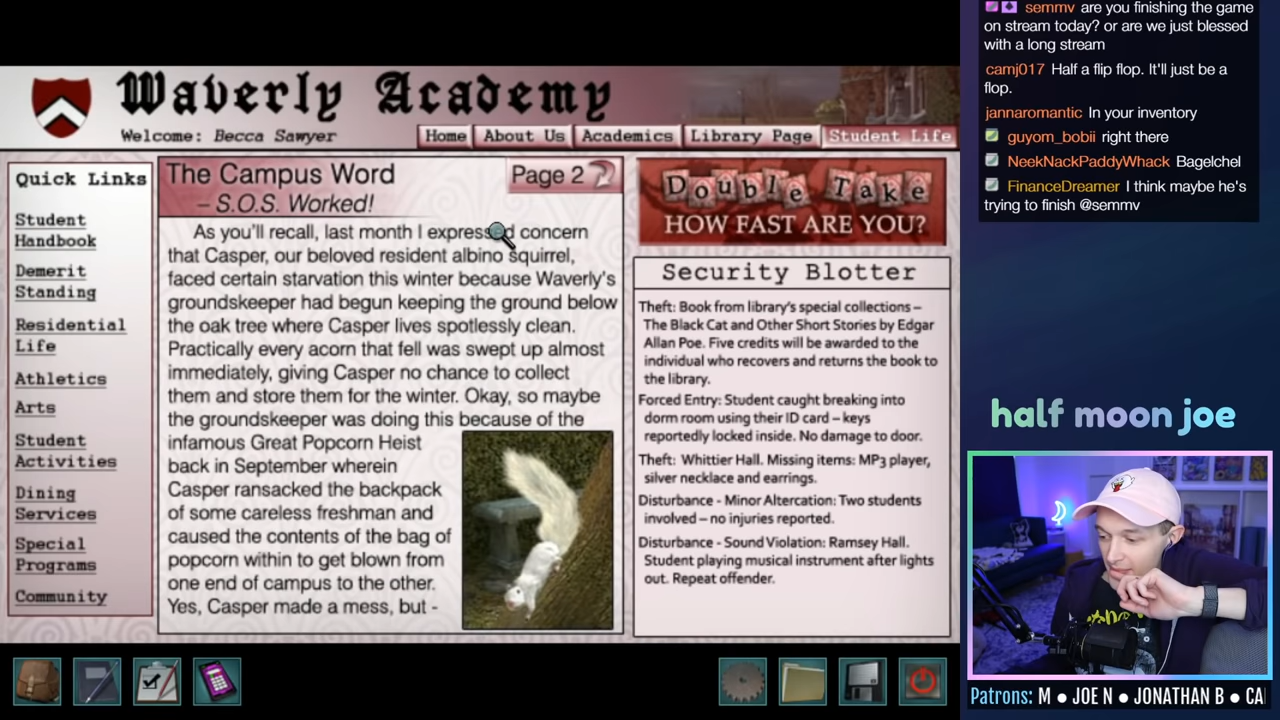 Waverly Academy
Welcome: Becca Sawyer
Home
About Us
Academics
Library Page
Student Life
Quick Links
Student
Handbook
Demerit
Standing
Residential
Life
Athletics
Arts
Student
Activities
Dining
Services
Special
Programs
Community
The Campus Word
– S.O.S. Worked!
Page 2
As you'll recall, last month I expressed concern
that Casper, our beloved resident albino squirrel,
faced certain starvation this winter because Waverly's
groundskeeper had begun keeping the ground below
the oak tree where Casper lives spotlessly clean.
Practically every acorn that fell was swept up almost
immediately, giving Casper no chance to collect
them and store them for the winter. Okay, so maybe
the groundskeeper was doing this because of the
infamous Great Popcorn Heist
back in September wherein
Casper ransacked the backpack
of some careless freshman and
caused the contents of the bag of
popcorn within to get blown from
one end of campus to the other.
Yes, Casper made a mess, but -
Double Take
HOW FAST ARE YOU?
Security Blotter
Theft: Book from library's special collections –
The Black Cat and Other Short Stories by Edgar
Allan Poe. Five credits will be awarded to the
individual who recovers and returns the book to
the library.
Forced Entry: Student caught breaking into
dorm room using their ID card – keys
reportedly locked inside. No damage to door.
Theft: Whittier Hall. Missing items: MP3 player,
silver necklace and earrings.
Disturbance - Minor Altercation: Two students
involved – no injuries reported.
Disturbance - Sound Violation: Ramsey Hall.
Student playing musical instrument after lights
out. Repeat offender.
semmv are you finishing the game
on stream today? or are we just blessed
with a long stream
camj017 Half a flip flop. It'll just be a
flop.
jannaromantic In your inventory
guyom_bobii right there
NeekNackPaddyWhack Bagelchel
FinanceDreamer I think maybe he's
trying to finish @semmv
half moon joe
Patrons: M ● JOE N ● JONATHAN B ● CA